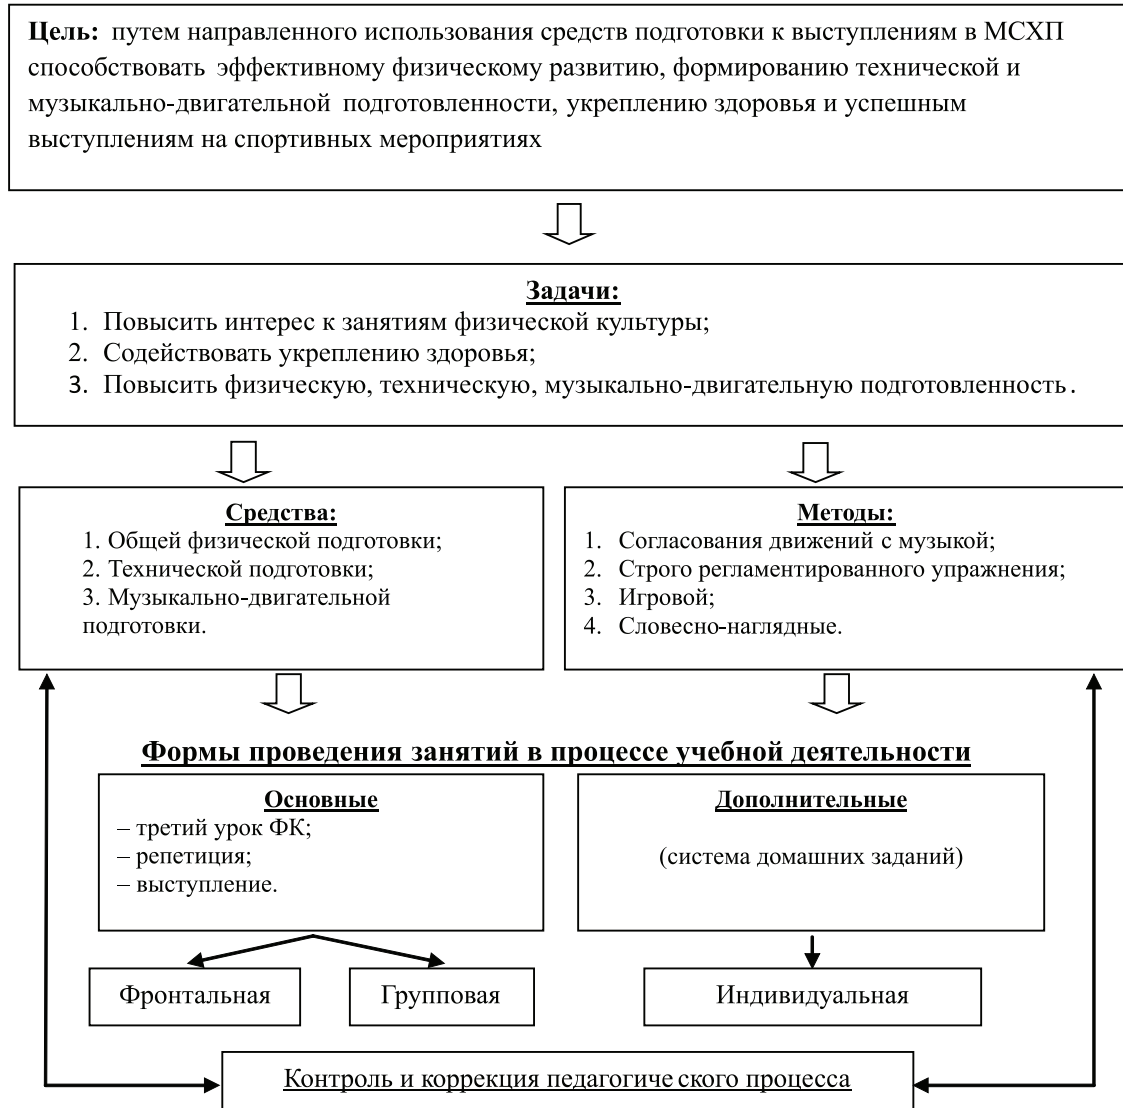 Цель: путем направленного использования средств подготовки к выступлениям в МСХП
способствовать эффективному физическому развитию, формированию технической и
музыкально-двигательной подготовленности, укреплению здоровья и успешным
выступлениям на спортивных мероприятиях
Задачи:
1. Повысить интерес к занятиям физической культуры;
2. Содействовать укреплению здоровья;
3. Повысить физическую, техническую, музыкально-двигательную подготовленность.
Средства:
1. Общей физической подготовки;
2. Технической подготовки;
3. Музыкально-двигательной
подготовки.
Методы:
1. Согласования движений с музыкой;
2. Строго регламентированного упражнения;
3. Игровой;
4. Словесно-наглядные.
Формы проведения занятий в процессе учебной деятельности
Основные
– третий урок ФК;
– репетиция;
– выступление.
Дополнительные
(система домашних заданий)
Фронтальная
Групповая
Индивидуальная
Контроль и коррекция педагогического процесса